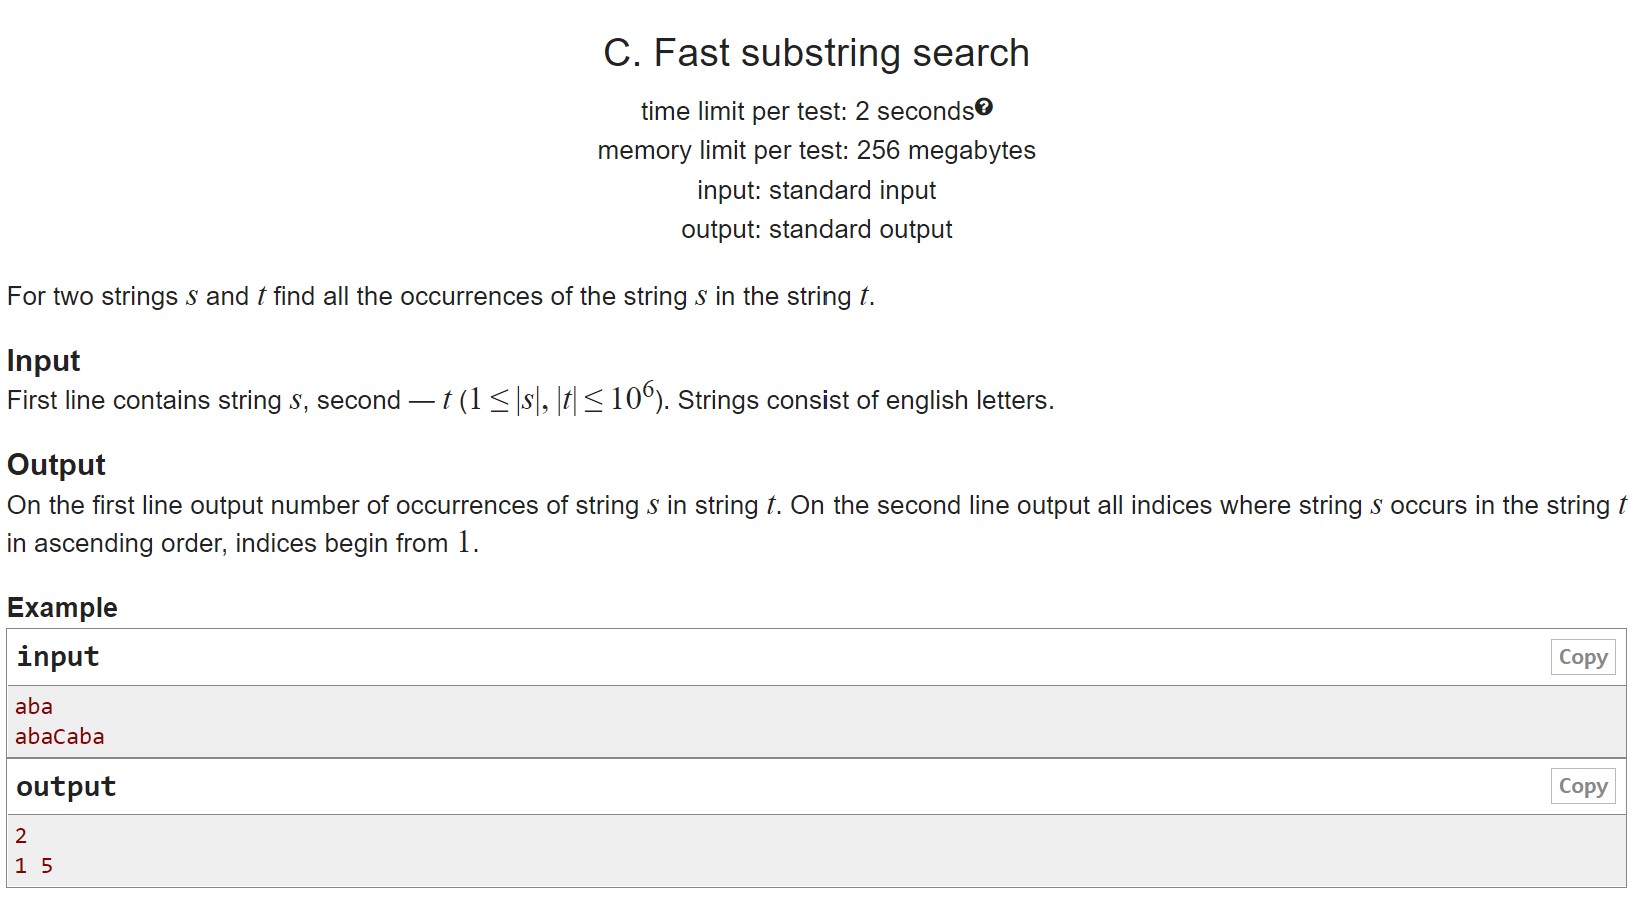 C. Fast substring search
time limit per test: 2 seconds?
memory limit per test: 256 megabytes
input: standard input
output: standard output
For two strings s and t find all the occurrences of the string s in the string t.
Input
First line contains string s, second — t (1 ≤ |s|, |t| ≤ 10⁶). Strings consist of english letters.
Output
On the first line output number of occurrences of string s in string t. On the second line output all indices where string s occurs in the string t
in ascending order, indices begin from 1.
Example
input Copy
aba
abaCaba
output Copy
2
1 5